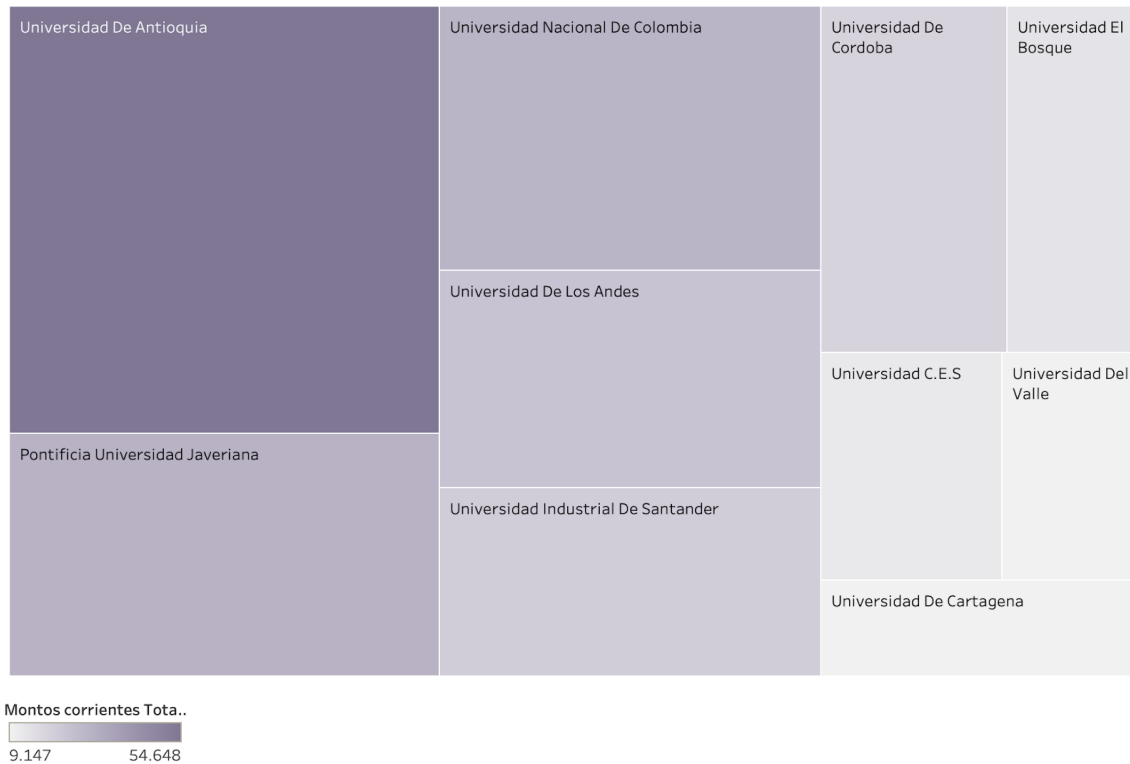 Universidad De Antioquia
Pontificia Universidad Javeriana
Universidad Nacional De Colombia
Universidad De Los Andes
Universidad Industrial De Santander
Universidad De
Cordoba
Universidad El
Bosque
Universidad C.E.S
Universidad Del
Valle
Universidad De Cartagena
Montos corrientes Tota..
9.147
54.648